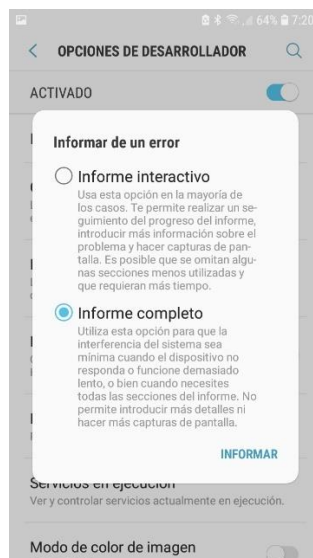 64% 7:20
OPCIONES DE DESARROLLADOR
ACTIVADO
Informar de un error
Informe interactivo
Usa esta opción en la mayoría de
los casos. Te permite realizar un se-
guimiento del progreso del informe,
introducir más información sobre el
problema y hacer capturas de pan-
talla. Es posible que se omitan algu-
nas secciones menos utilizadas y
que requieran más tiempo.
Informe completo
Utiliza esta opción para que la
interferencia del sistema sea
mínima cuando el dispositivo no
responda o funcione demasiado
lento, o bien cuando necesites
todas las secciones del informe. No
permite introducir más detalles ni
hacer más capturas de pantalla.
INFORMAR
Servicios en ejecución
Ver y controlar servicios actualmente en ejecución.
Modo de color de imagen